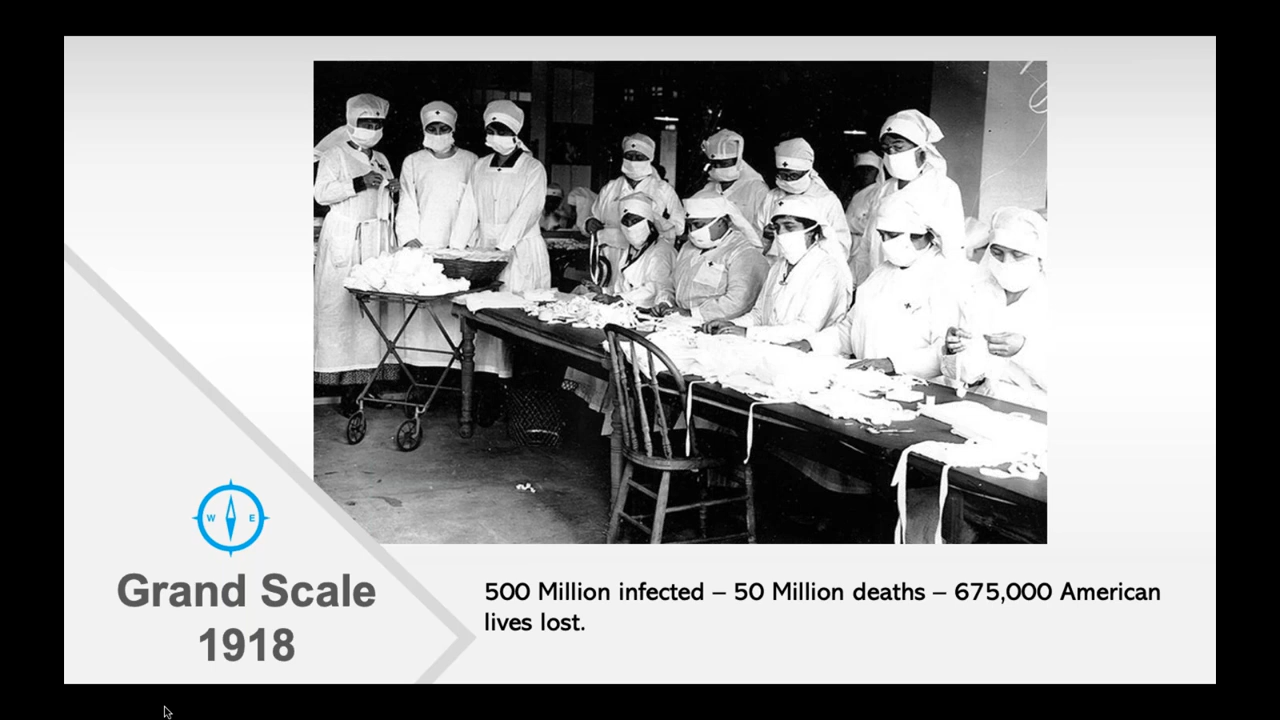 W E
Grand Scale
1918
500 Million infected – 50 Million deaths – 675,000 American
lives lost.